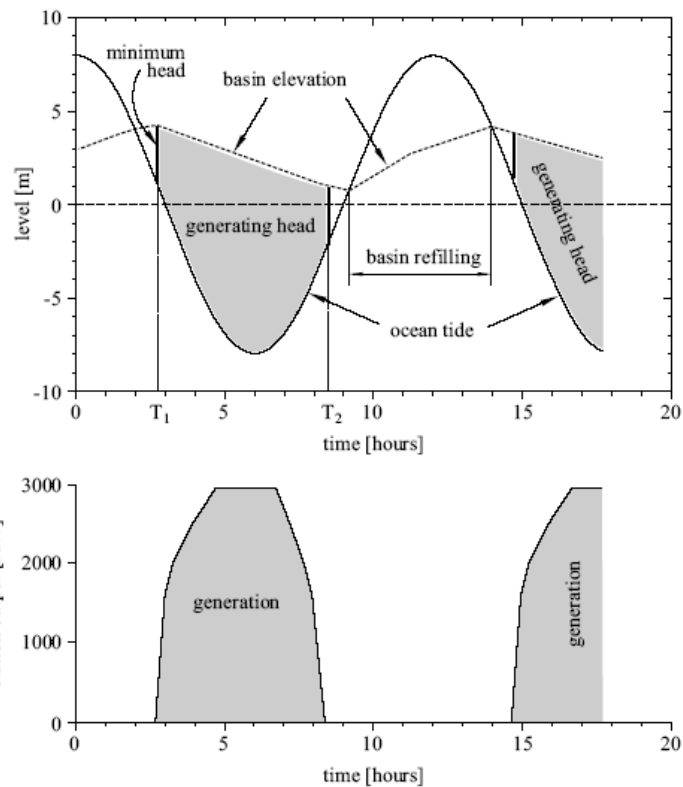 10
5
0
-5
-10
level [m]
minimum
head
basin elevation
generating head
generating head
basin refilling
ocean tide
0
T1
5
T2
10
15
20
time [hours]
3000
2000
1000
0
generation
generation
0
5
10
15
20
time [hours]